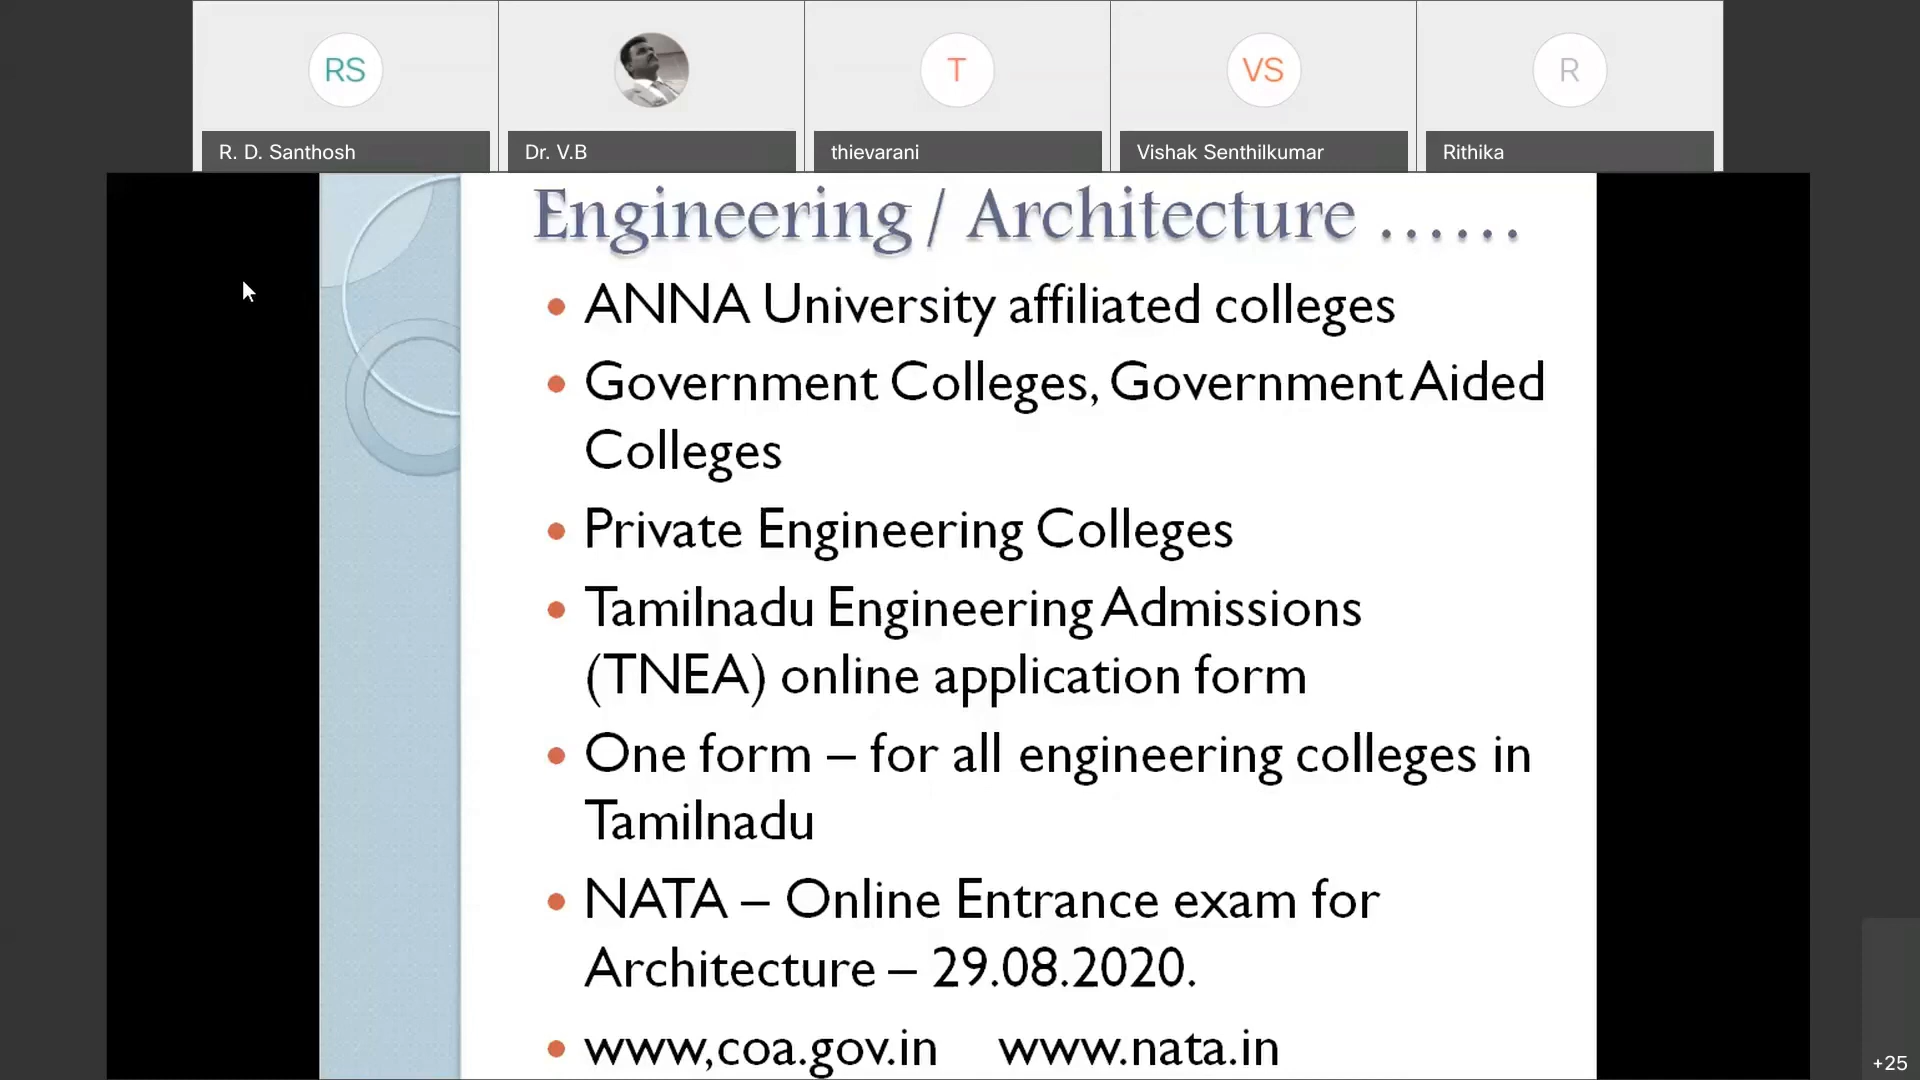 RS
T
VS
R
R. D. Santhosh
Dr. V.B
thievarani
Vishak Senthilkumar
Rithika
Engineering / Architecture ......
• ANNA University affiliated colleges
• Government Colleges, Government Aided
Colleges
• Private Engineering Colleges
• Tamilnadu Engineering Admissions
(TNEA) online application form
• One form – for all engineering colleges in
Tamilnadu
• NATA – Online Entrance exam for
Architecture – 29.08.2020.
• www,coa.gov.in www.nata.in
+25